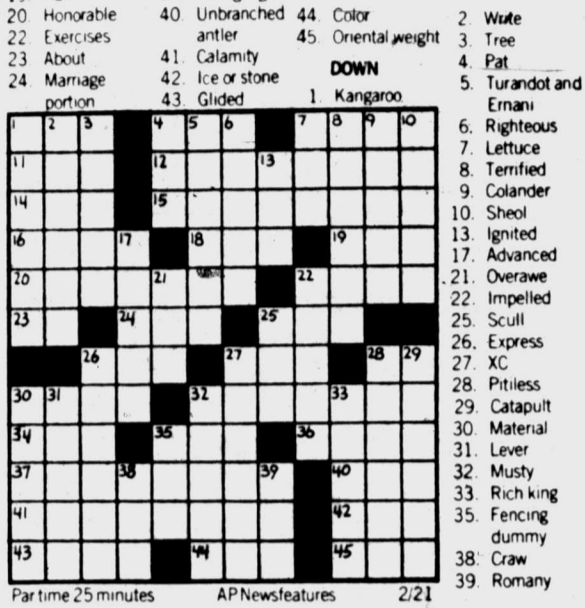 20. Honorable
22. Exercises
23. About
24. Marriage
portion
40. Unbranched
antler
41. Calamity
42. Ice or stone
43. Glided
44. Color
45. Oriental weight
DOWN
1. Kangaroo
2. Wrote
3. Tree
4. Pat
5. Turandot and
Ernani
6. Righteous
7. Lettuce
8. Terrified
9. Colander
10. Sheol
13. Ignited
17. Advanced
21. Overawe
22. Impelled
25. Scull
26. Express
27. XC
28. Pitiless
29. Catapult
30. Material
31. Lever
32. Musty
33. Rich king
35. Fencing
dummy
38. Craw
39. Romany
1 2 3 4 5 6 7 8 9 10
11 12 13
14 15
16 17 18 19
20 21 22
23 24 25
26 27 28 29
30 31 32 33
34 35 36
37 38 39 40
41 42
43 44 45
Par time 25 minutes AP Newsfeatures 2/21